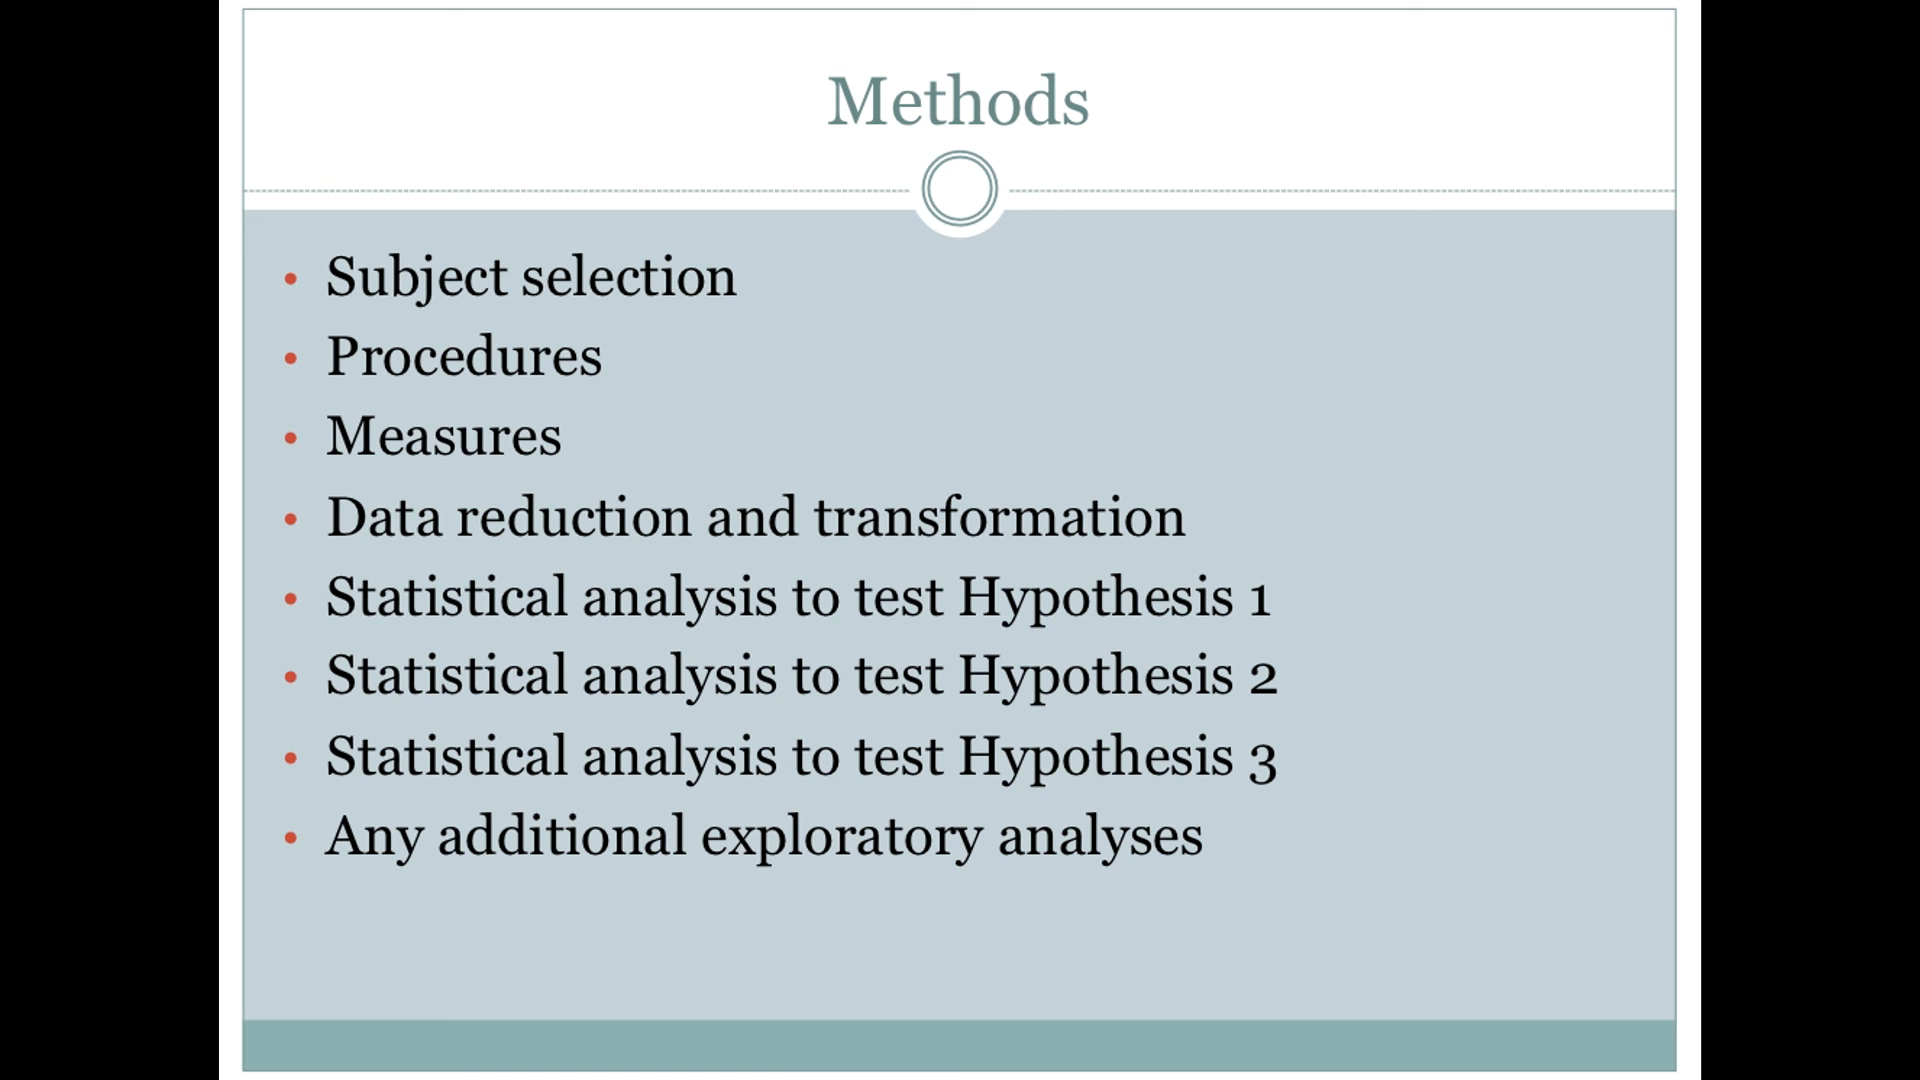 Methods
• Subject selection
• Procedures
• Measures
• Data reduction and transformation
• Statistical analysis to test Hypothesis 1
• Statistical analysis to test Hypothesis 2
• Statistical analysis to test Hypothesis 3
• Any additional exploratory analyses